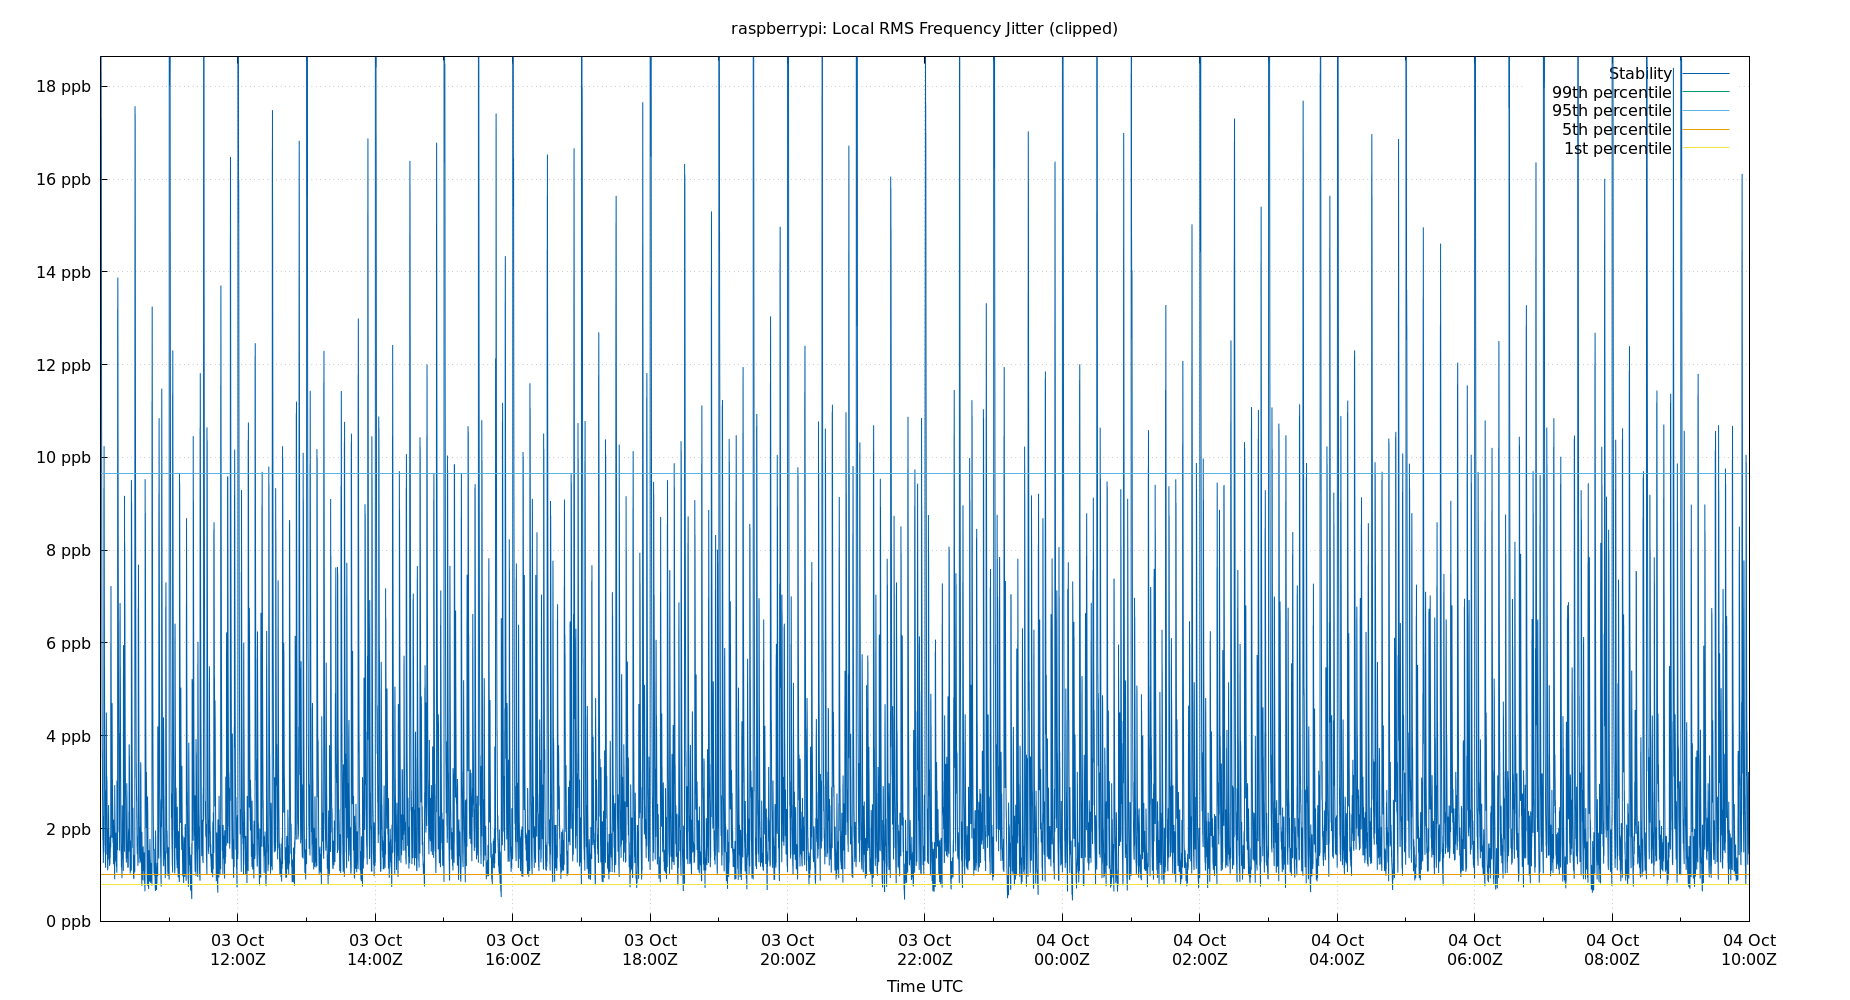 raspberrypi: Local RMS Frequency Jitter (clipped)
Stability
99th percentile
95th percentile
5th percentile
1st percentile
18 ppb
16 ppb
14 ppb
12 ppb
10 ppb
8 ppb
6 ppb
4 ppb
2 ppb
0 ppb
03 Oct 03 Oct 03 Oct 03 Oct 03 Oct 03 Oct 04 Oct 04 Oct 04 Oct 04 Oct 04 Oct 04 Oct
12:00Z 14:00Z 16:00Z 18:00Z 20:00Z 22:00Z 00:00Z 02:00Z 04:00Z 06:00Z 08:00Z 10:00Z
Time UTC